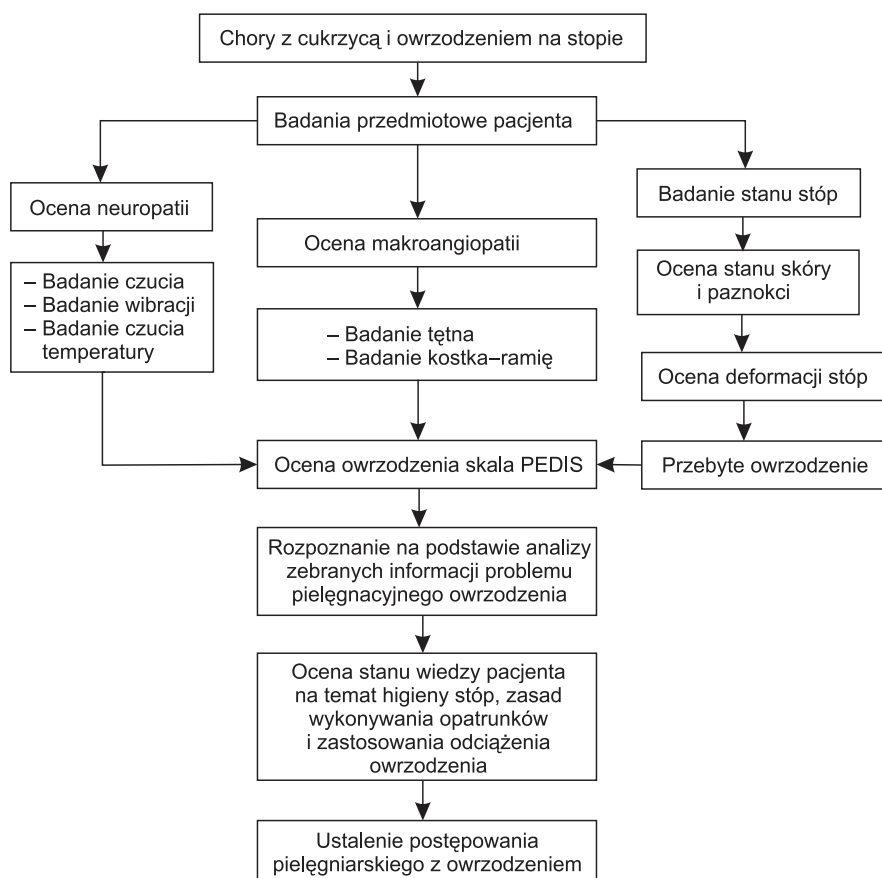 Chory z cukrzycą i owrzodzeniem na stopie
Badania przedmiotowe pacjenta
Ocena neuropatii
– Badanie czucia
– Badanie wibracji
– Badanie czucia
temperatury
Ocena makroangiopatii
– Badanie tętna
– Badanie kostka–ramię
Badanie stanu stóp
Ocena stanu skóry
i paznokci
Ocena deformacji stóp
Przebyte owrzodzenie
Ocena owrzodzenia skala PEDIS
Rozpoznanie na podstawie analizy
zebranych informacji problemu
pielęgnacyjnego owrzodzenia
Ocena stanu wiedzy pacjenta
na temat higieny stóp, zasad
wykonywania opatrunków
i zastosowania odciążenia
owrzodzenia
Ustalenie postępowania
pielęgniarskiego z owrzodzeniem